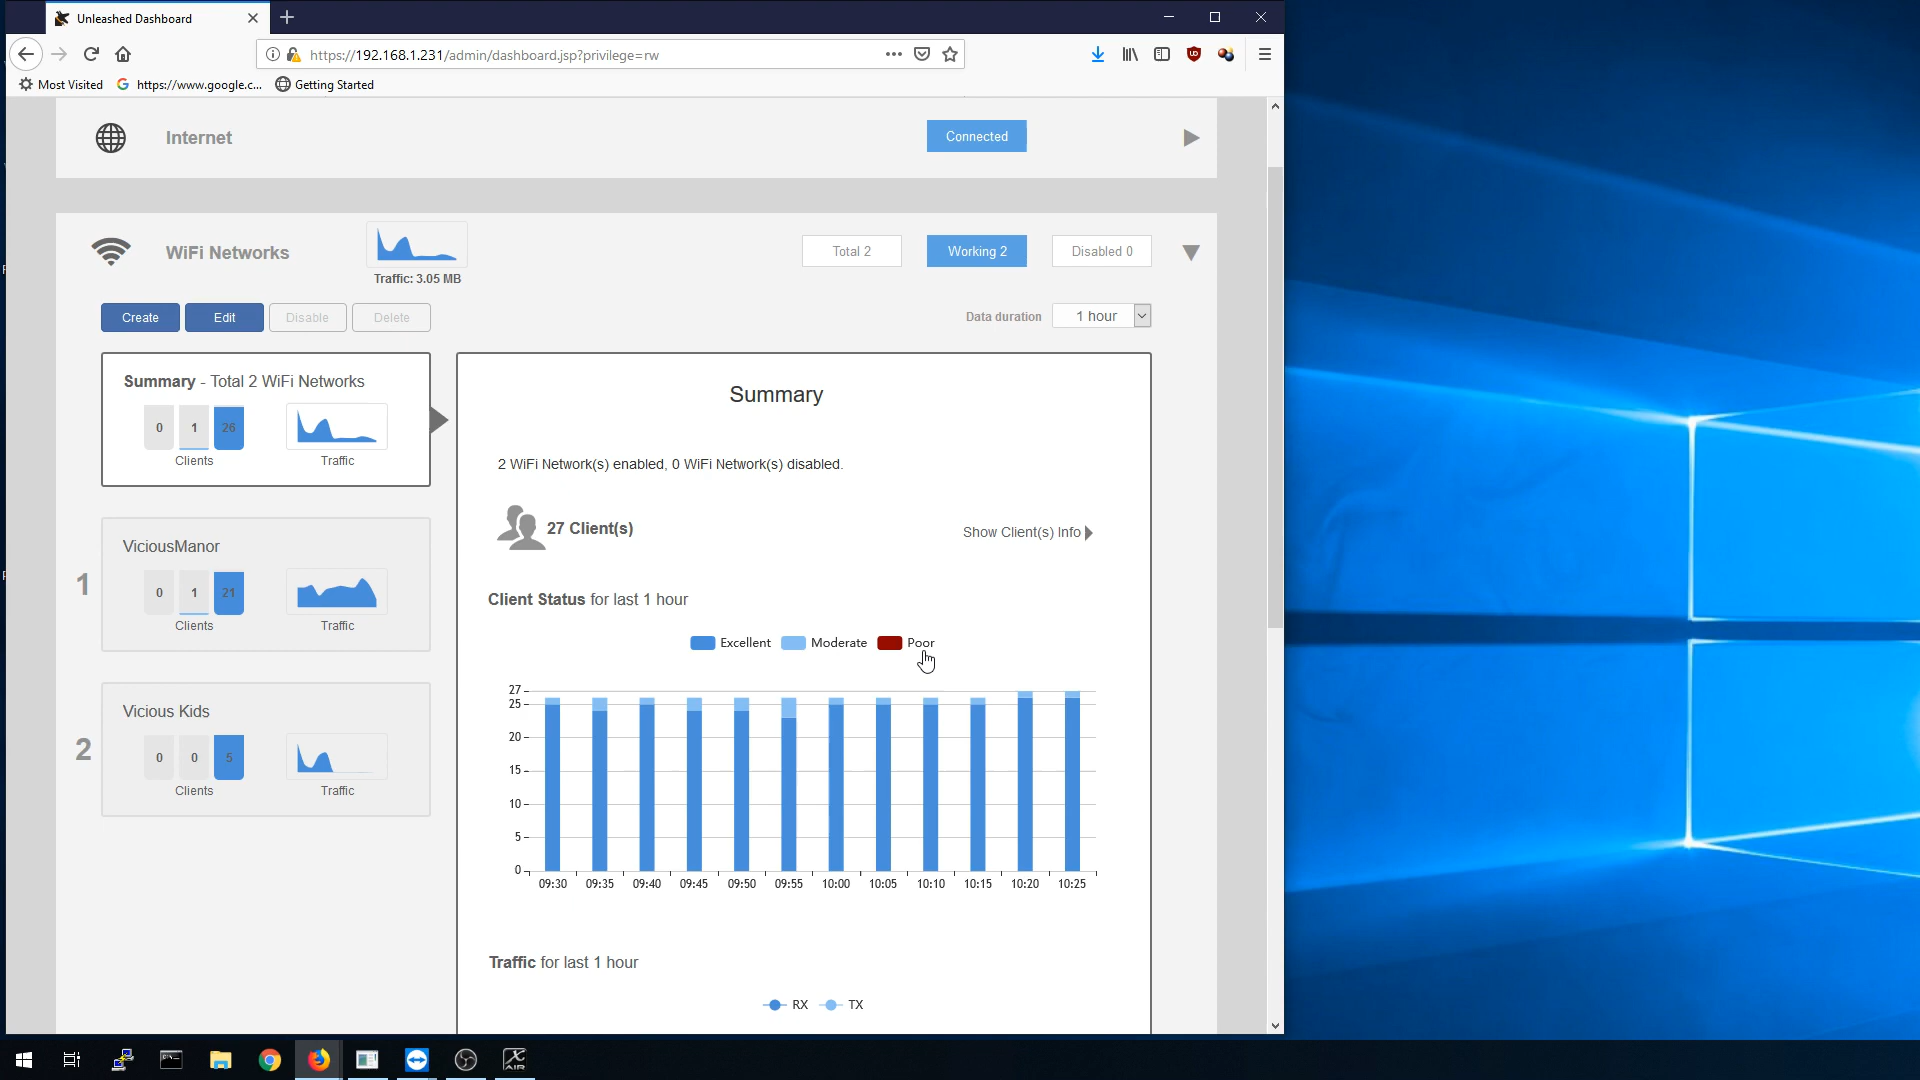 Unleashed Dashboard
https://192.168.1.231/admin/dashboard.jsp?privilege=rw
Most Visited
https://www.google.c...
Getting Started
Internet
Connected
WiFi Networks
Traffic: 3.05 MB
Total 2
Working 2
Disabled 0
Create
Edit
Disable
Delete
Data duration
1 hour
Summary - Total 2 WiFi Networks
0
1
26
Clients
Traffic
1
ViciousManor
0
1
21
Clients
Traffic
2
Vicious Kids
0
0
5
Clients
Traffic
Summary
2 WiFi Network(s) enabled, 0 WiFi Network(s) disabled.
27 Client(s)
Show Client(s) Info
Client Status for last 1 hour
Excellent
Moderate
Poor
27
25
20
15
10
5
0
09:30
09:35
09:40
09:45
09:50
09:55
10:00
10:05
10:10
10:15
10:20
10:25
Traffic for last 1 hour
RX
TX
X
AIR